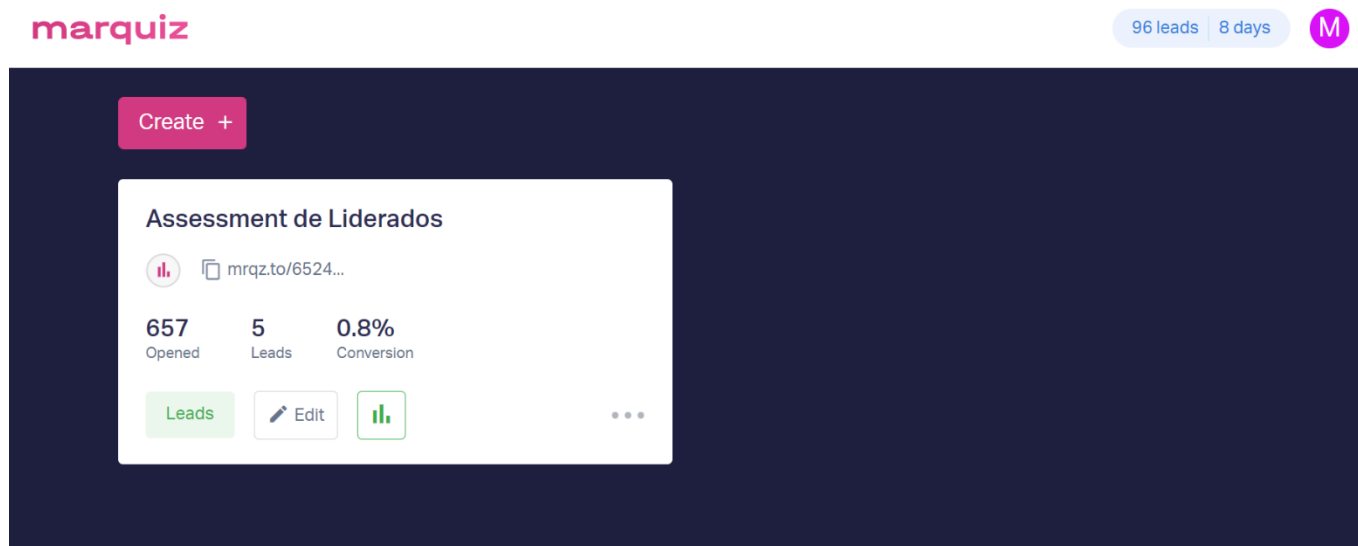 marquiz
96 leads 8 days
M
Create +
Assessment de Liderados
mrqz.to/6524...
657 5 0.8%
Opened Leads Conversion
Leads Edit